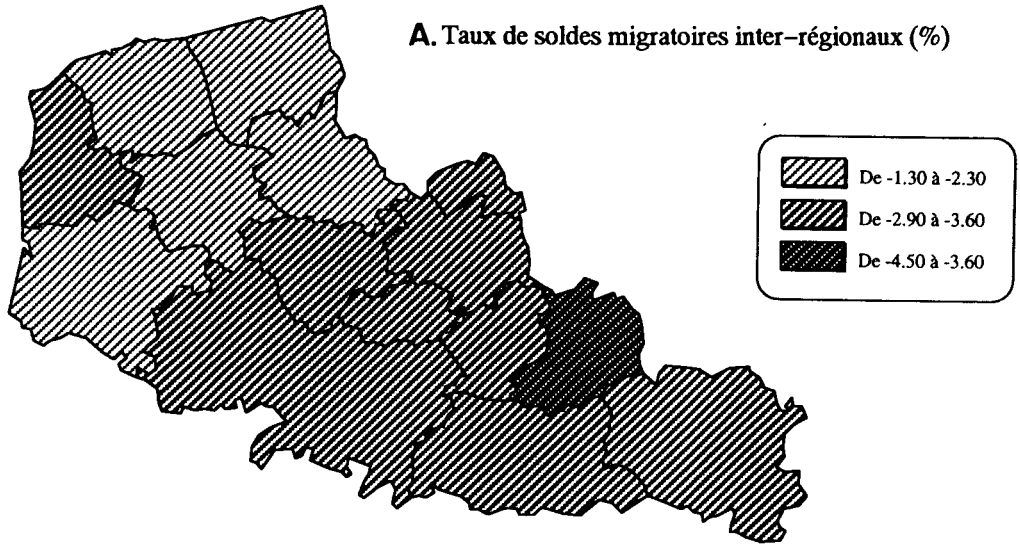 A. Taux de soldes migratoires inter–régionaux (%)
De -1.30 à -2.30
De -2.90 à -3.60
De -4.50 à -3.60